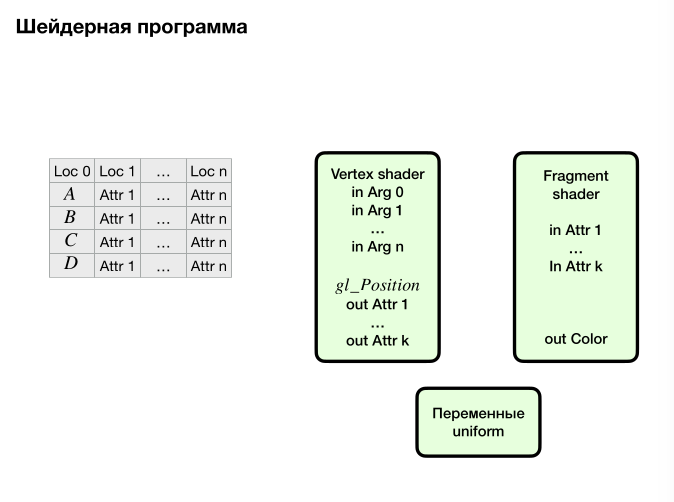 Шейдерная программа
Loc 0 Loc 1 ... Loc n
A Attr 1 ... Attr n
B Attr 1 ... Attr n
C Attr 1 ... Attr n
D Attr 1 ... Attr n
Vertex shader
in Arg 0
in Arg 1
...
in Arg n
gl_Position
out Attr 1
...
out Attr k
Fragment
shader
in Attr 1
...
In Attr k
out Color
Переменные
uniform